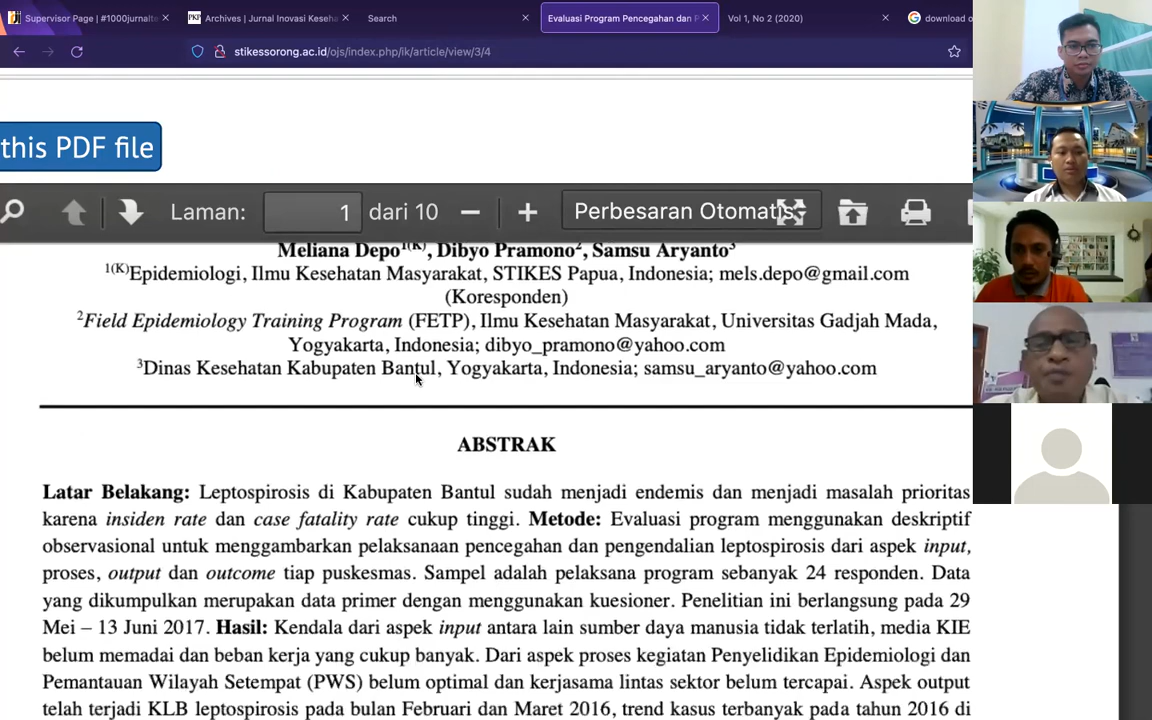 Supervisor Page | #1000jurnalte
Archives | Jurnal Inovasi Keseha
Search
Evaluasi Program Pencegahan dan P
Vol 1, No 2 (2020)
download o
stikessorong.ac.id/ojs/index.php/ik/article/view/3/4
this PDF file
Laman: 1 dari 10
Perbesaran Otomatis
Meliana Depo1(K), Dibyo Pramono2, Samsu Aryanto3
1(K)Epidemiologi, Ilmu Kesehatan Masyarakat, STIKES Papua, Indonesia; mels.depo@gmail.com
(Koresponden)
2Field Epidemiology Training Program (FETP), Ilmu Kesehatan Masyarakat, Universitas Gadjah Mada,
Yogyakarta, Indonesia; dibyo_pramono@yahoo.com
3Dinas Kesehatan Kabupaten Bantul, Yogyakarta, Indonesia; samsu_aryanto@yahoo.com
ABSTRAK
Latar Belakang: Leptospirosis di Kabupaten Bantul sudah menjadi endemis dan menjadi masalah prioritas
karena insiden rate dan case fatality rate cukup tinggi. Metode: Evaluasi program menggunakan deskriptif
observasional untuk menggambarkan pelaksanaan pencegahan dan pengendalian leptospirosis dari aspek input,
proses, output dan outcome tiap puskesmas. Sampel adalah pelaksana program sebanyak 24 responden. Data
yang dikumpulkan merupakan data primer dengan menggunakan kuesioner. Penelitian ini berlangsung pada 29
Mei – 13 Juni 2017. Hasil: Kendala dari aspek input antara lain sumber daya manusia tidak terlatih, media KIE
belum memadai dan beban kerja yang cukup banyak. Dari aspek proses kegiatan Penyelidikan Epidemiologi dan
Pemantauan Wilayah Setempat (PWS) belum optimal dan kerjasama lintas sektor belum tercapai. Aspek output
telah terjadi KLB leptospirosis pada bulan Februari dan Maret 2016, trend kasus terbanyak pada tahun 2016 di